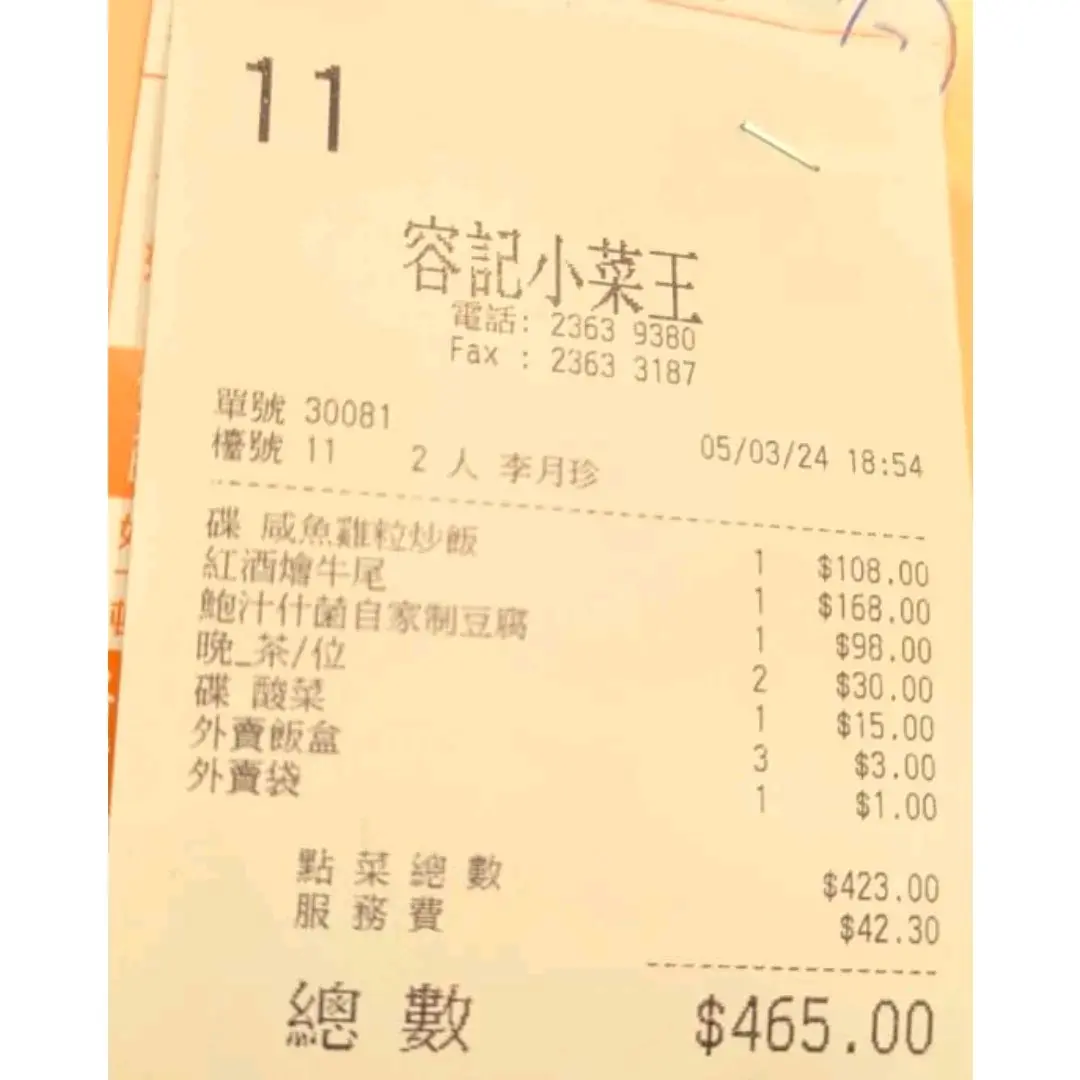 11
容記小菜王
電話: 2363 9380
Fax : 2363 3187
單號 30081
檯號 11 2 人 李月珍 05/03/24 18:54
碟 咸魚雞粒炒飯 1 $108.00
紅酒燴牛尾 1 $168.00
鮑汁什菌自家制豆腐 1 $98.00
晚_茶/位 2 $30.00
碟 酸菜 1 $15.00
外賣飯盒 3 $3.00
外賣袋 1 $1.00
點菜總數 $423.00
服務費 $42.30
總數 $465.00